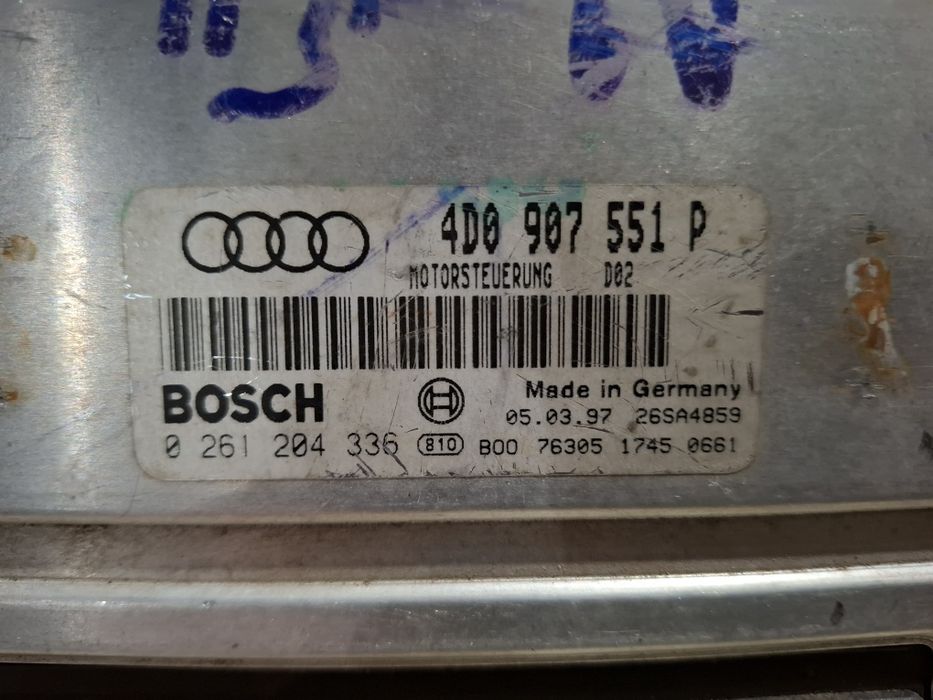 4D0 907 551 P
MOTORSTEUERUNG D02
BOSCH
Made in Germany
05.03.97 26SA4859
0 261 204 336 810 B00 76305 1745 0661